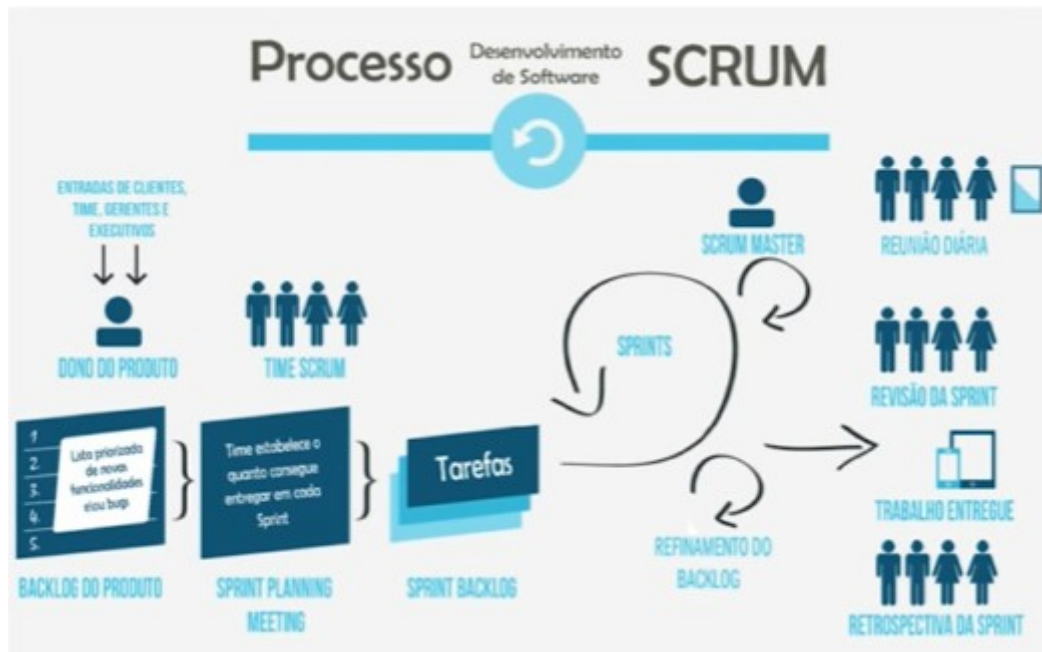 Processo
Desenvolvimento
de Software
SCRUM
ENTRADAS DE CLIENTES,
TIME, GERENTES E
EXECUTIVOS
DONO DO PRODUTO
TIME SCRUM
SCRUM MASTER
REUNIÃO DIÁRIA
SPRINTS
REVISÃO DA SPRINT
1
2.
3.
4.
5.
Lista priorizada
de novas
funcionalidades
e/ou bugs
Time estabelece o
quanto consegue
entregar em cada
Sprint
Tarefas
TRABALHO ENTREGUE
BACKLOG DO PRODUTO
SPRINT PLANNING
MEETING
SPRINT BACKLOG
REFINAMENTO DO
BACKLOG
RETROSPECTIVA DA SPRINT